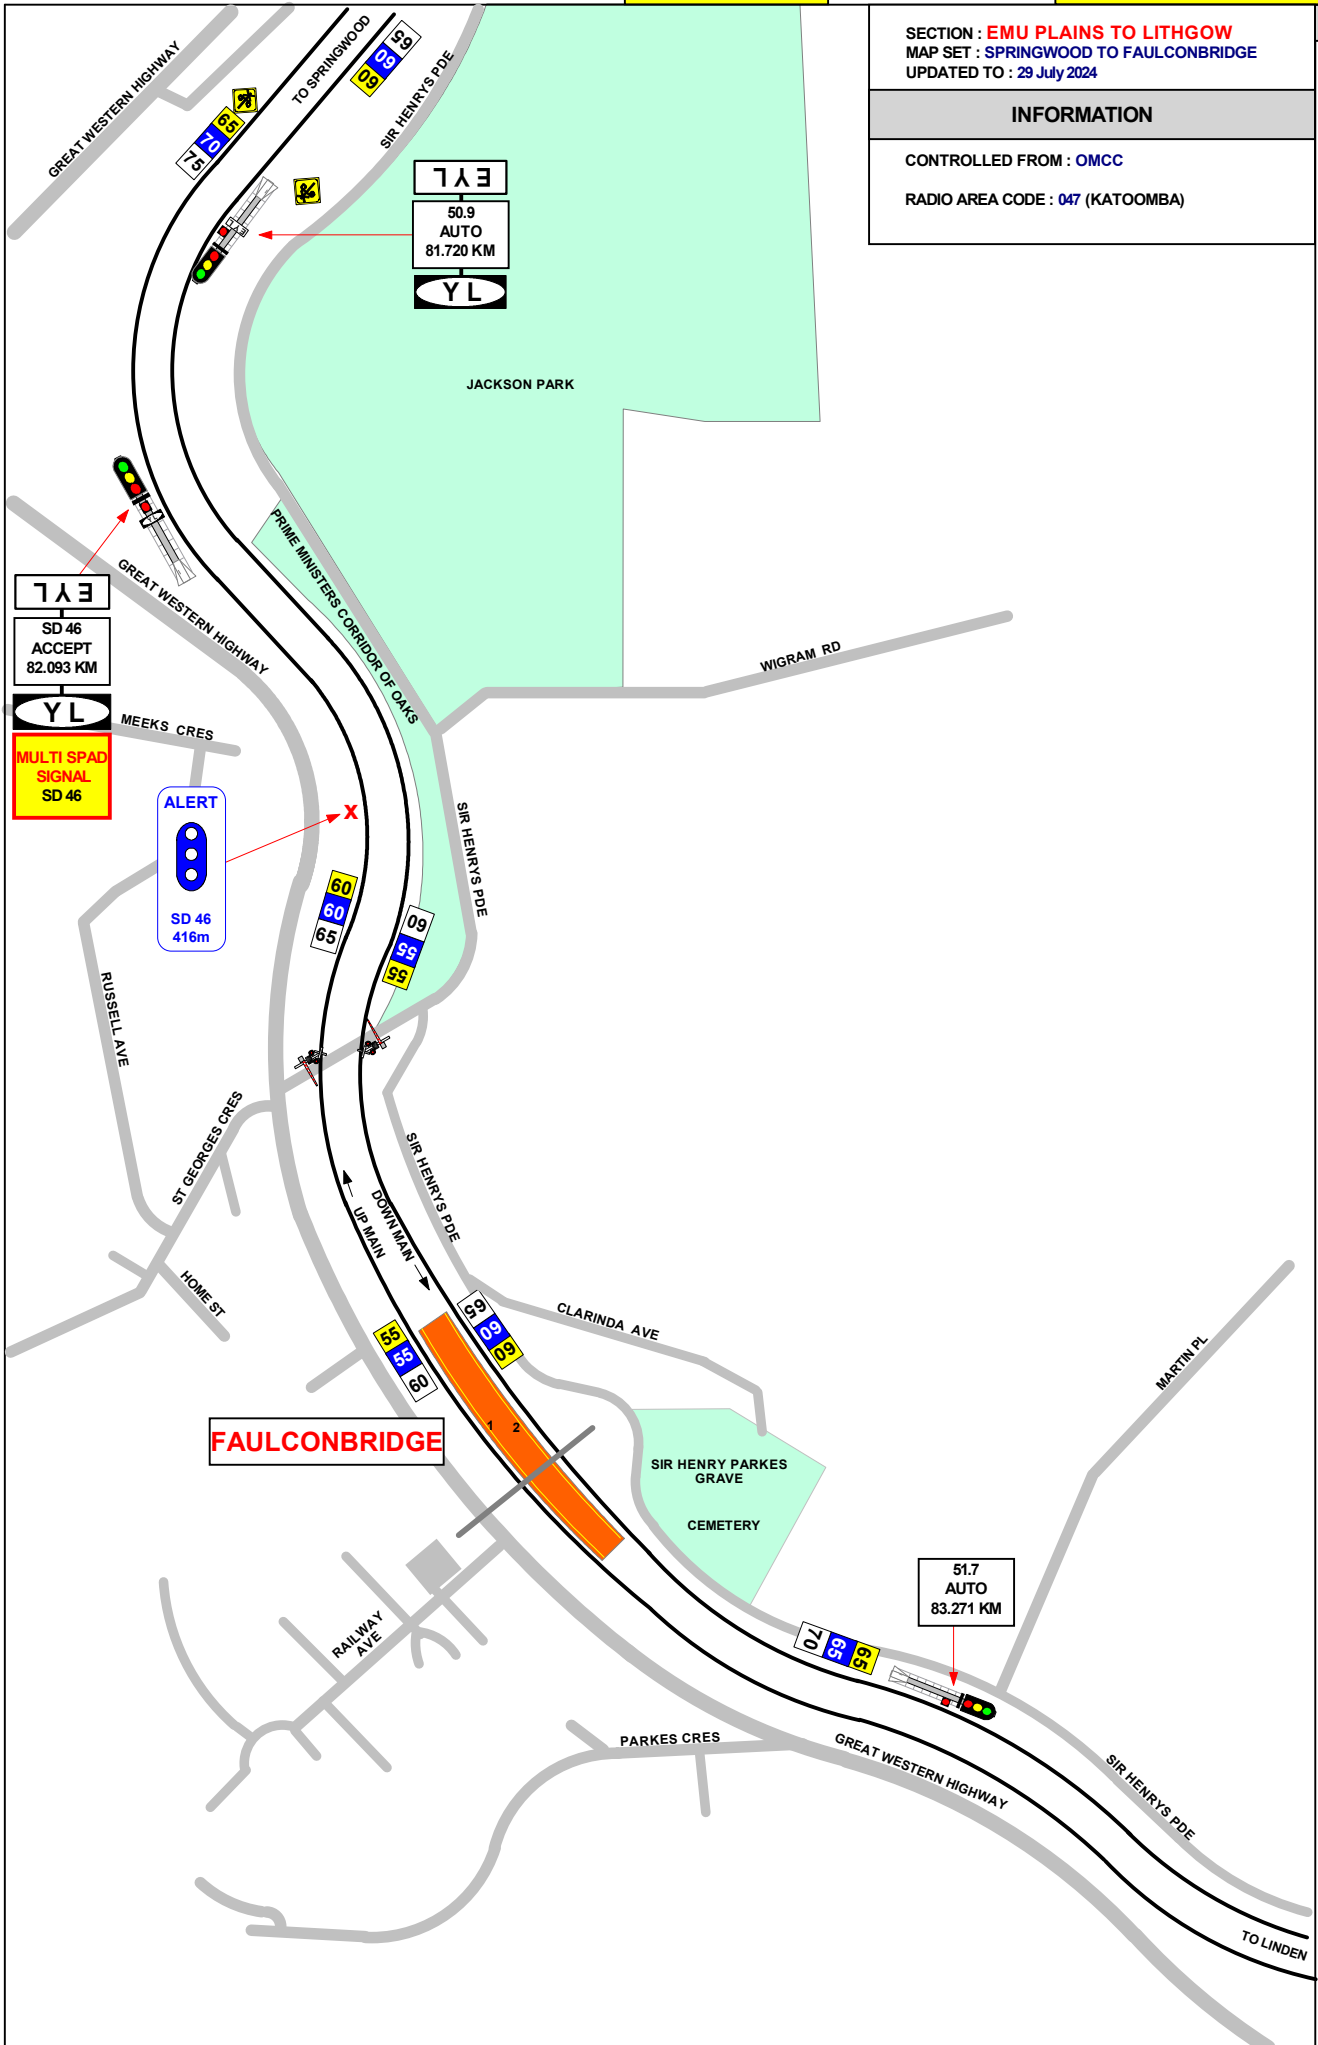 SECTION : EMU PLAINS TO LITHGOW
MAP SET : SPRINGWOOD TO FAULCONBRIDGE
UPDATED TO : 29 July 2024
INFORMATION
CONTROLLED FROM : OMCC
RADIO AREA CODE : 047 (KATOOMBA)
GREAT WESTERN HIGHWAY
TO SPRINGWOOD
65
60
60
SIR HENRYS PDE
65
70
75
EYL
50.9
AUTO
81.720 KM
YL
JACKSON PARK
PRIME MINISTERS CORRIDOR OF OAKS
GREAT WESTERN HIGHWAY
EYL
SD 46
ACCEPT
82.093 KM
YL
MULTI SPAD
SIGNAL
SD 46
MEEKS CRES
WIGRAM RD
ALERT
SD 46
416m
X
SIR HENRYS PDE
60
60
65
60
55
55
RUSSELL AVE
ST GEORGES CRES
SIR HENRYS PDE
UP MAIN
DOWN MAIN
HOME ST
65
60
60
CLARINDA AVE
55
55
60
MARTIN PL
FAULCONBRIDGE
1 2
SIR HENRY PARKES
GRAVE
CEMETERY
51.7
AUTO
83.271 KM
RAILWAY
AVE
70
65
65
PARKES CRES
GREAT WESTERN HIGHWAY
SIR HENRYS PDE
TO LINDEN